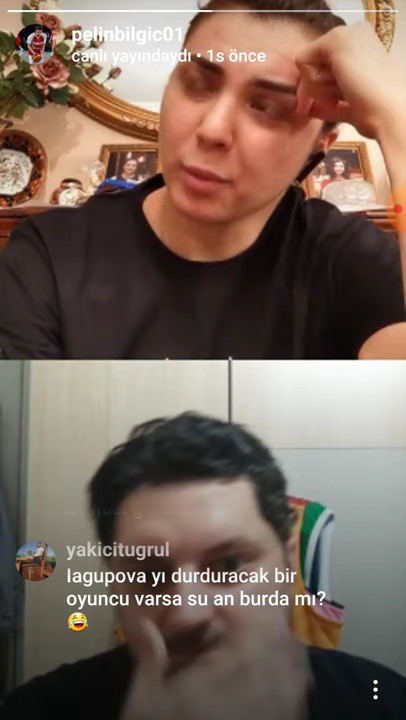 pelinbilgic01
canlı yayındaydı • 1s önce
yakicitugrul
lagupova yı durduracak bir
oyuncu varsa su an burda mı?
😂